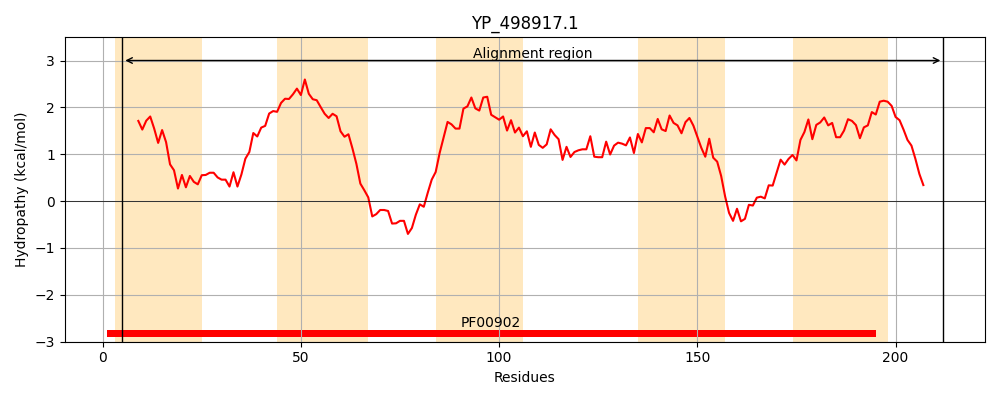 YP_498917.1
Alignment region
3
2
1
0
−1
−2
−3
Hydropathy (kcal/mol)
PF00902
0 50 100 150 200
Residues